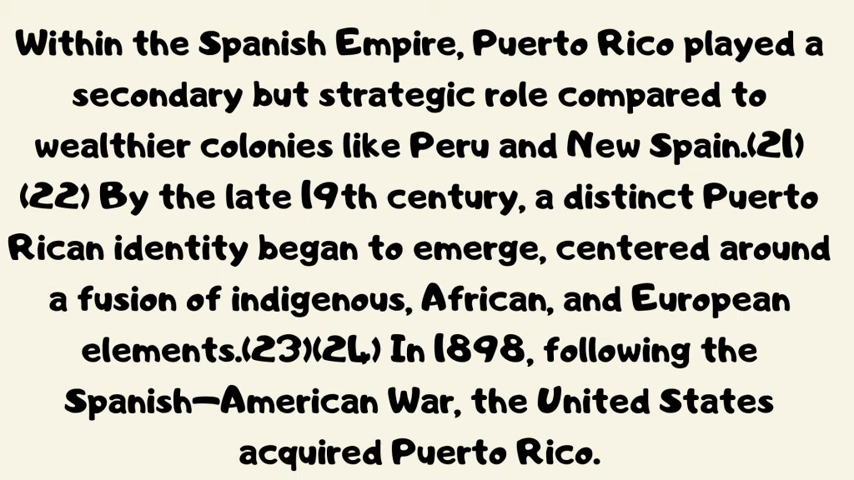 Within the Spanish Empire, Puerto Rico played a
secondary but strategic role compared to
wealthier colonies like Peru and New Spain.(21)
(22) By the late 19th century, a distinct Puerto
Rican identity began to emerge, centered around
a fusion of indigenous, African, and European
elements.(23)(24) In 1898, following the
Spanish–American War, the United States
acquired Puerto Rico.